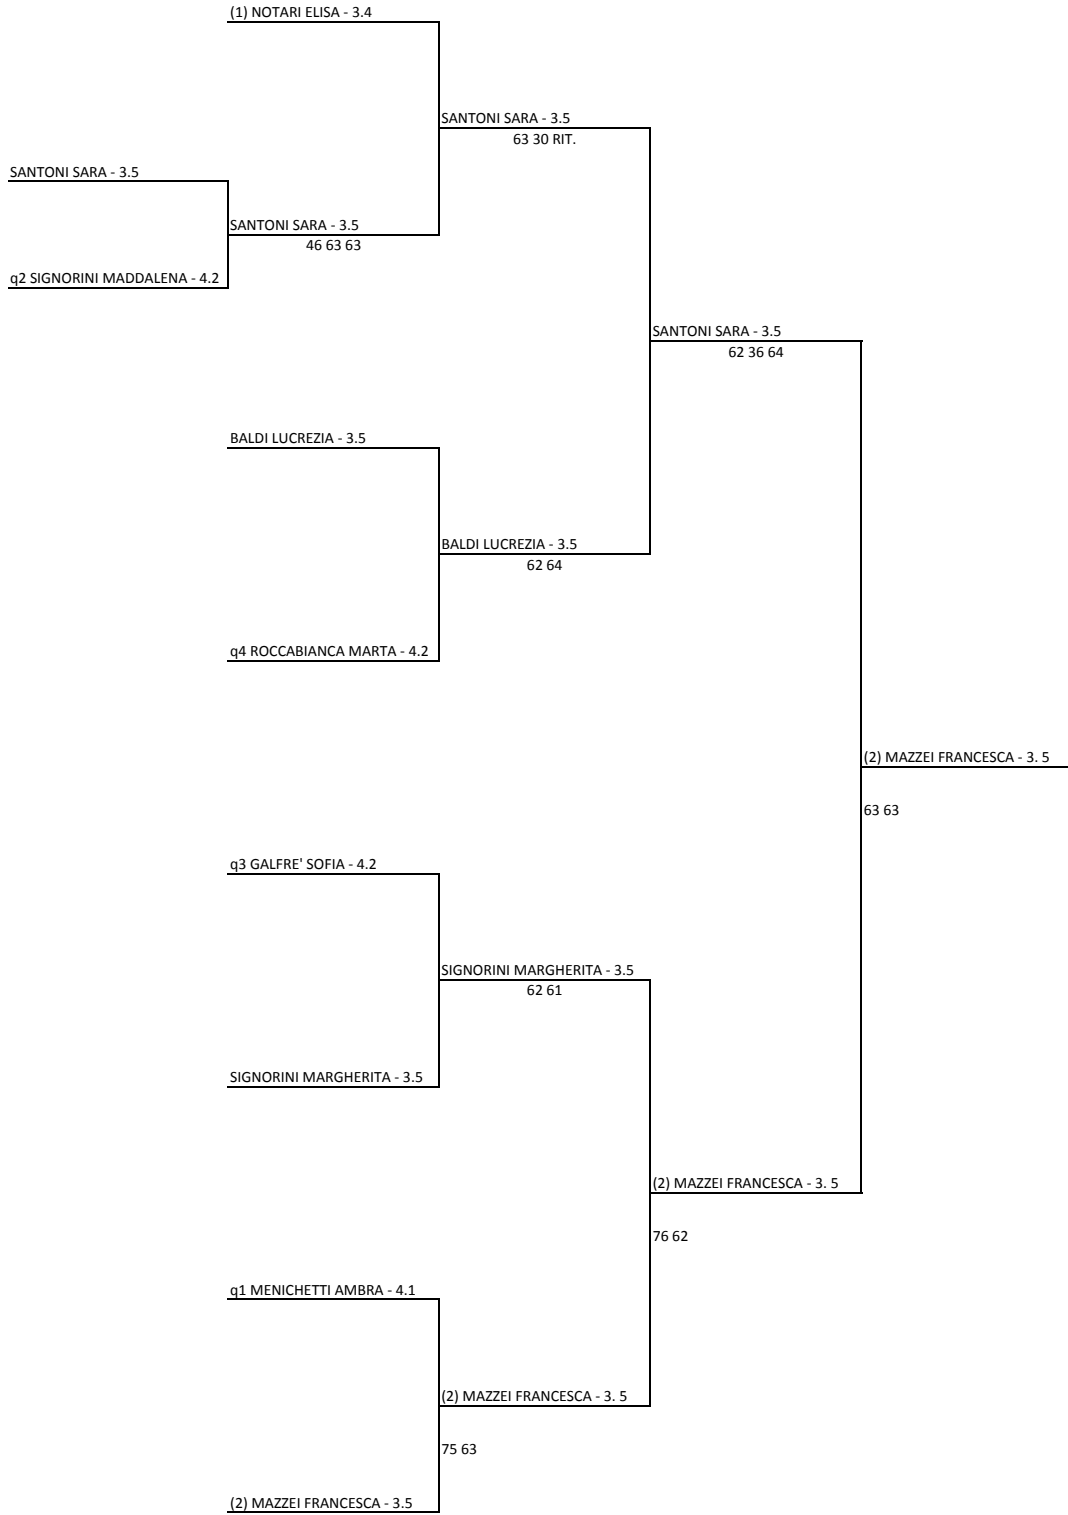 (1) NOTARI ELISA - 3.4
SANTONI SARA - 3.5
63 30 RIT.
SANTONI SARA - 3.5
SANTONI SARA - 3.5
46 63 63
q2 SIGNORINI MADDALENA - 4.2
SANTONI SARA - 3.5
62 36 64
BALDI LUCREZIA - 3.5
BALDI LUCREZIA - 3.5
62 64
q4 ROCCABIANCA MARTA - 4.2
(2) MAZZEI FRANCESCA - 3. 5
63 63
q3 GALFRE' SOFIA - 4.2
SIGNORINI MARGHERITA - 3.5
62 61
SIGNORINI MARGHERITA - 3.5
(2) MAZZEI FRANCESCA - 3. 5
76 62
q1 MENICHETTI AMBRA - 4.1
(2) MAZZEI FRANCESCA - 3. 5
75 63
(2) MAZZEI FRANCESCA - 3.5